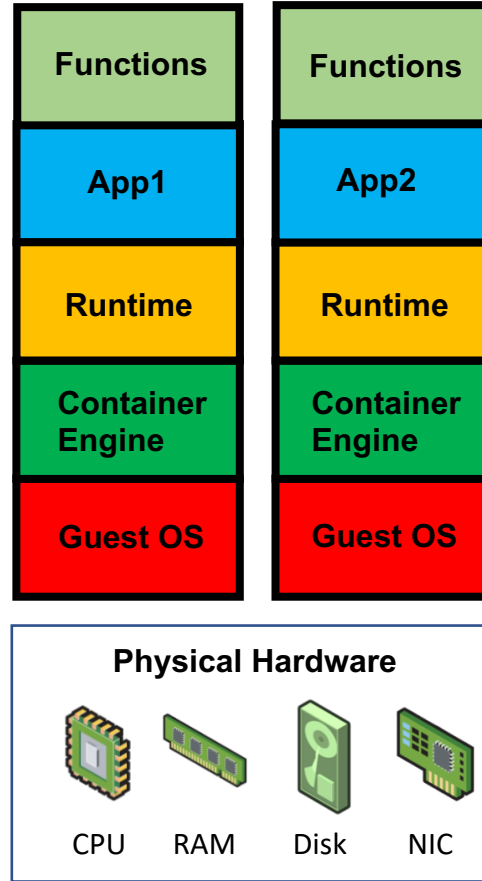 Functions
Functions
App1
App2
Runtime
Runtime
Container
Engine
Container
Engine
Guest OS
Guest OS
Physical Hardware
CPU
RAM
Disk
NIC